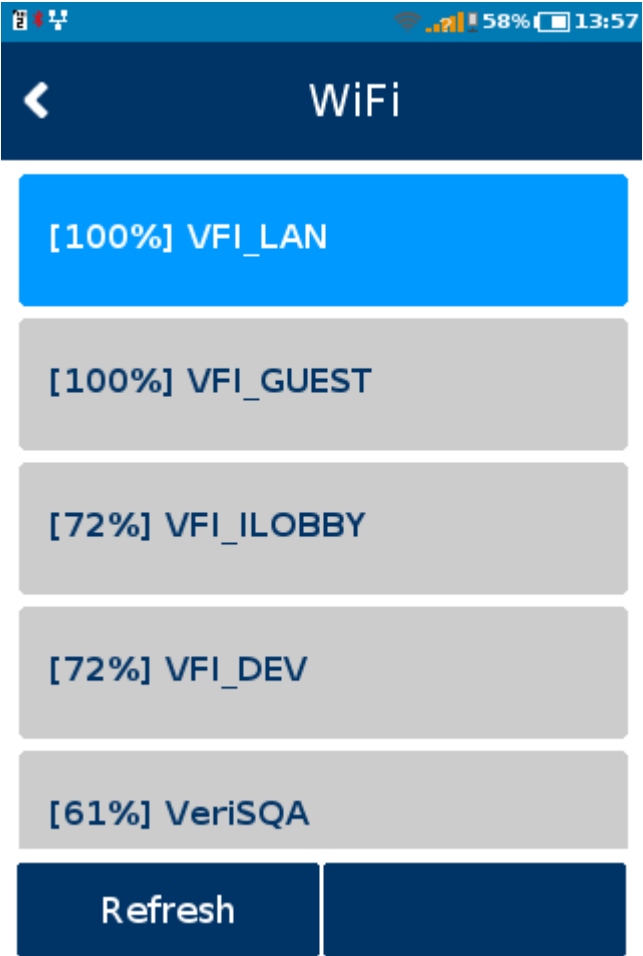 58% 13:57
WiFi
[100%] VFI_LAN
[100%] VFI_GUEST
[72%] VFI_ILOBBY
[72%] VFI_DEV
[61%] VeriSQA
Refresh